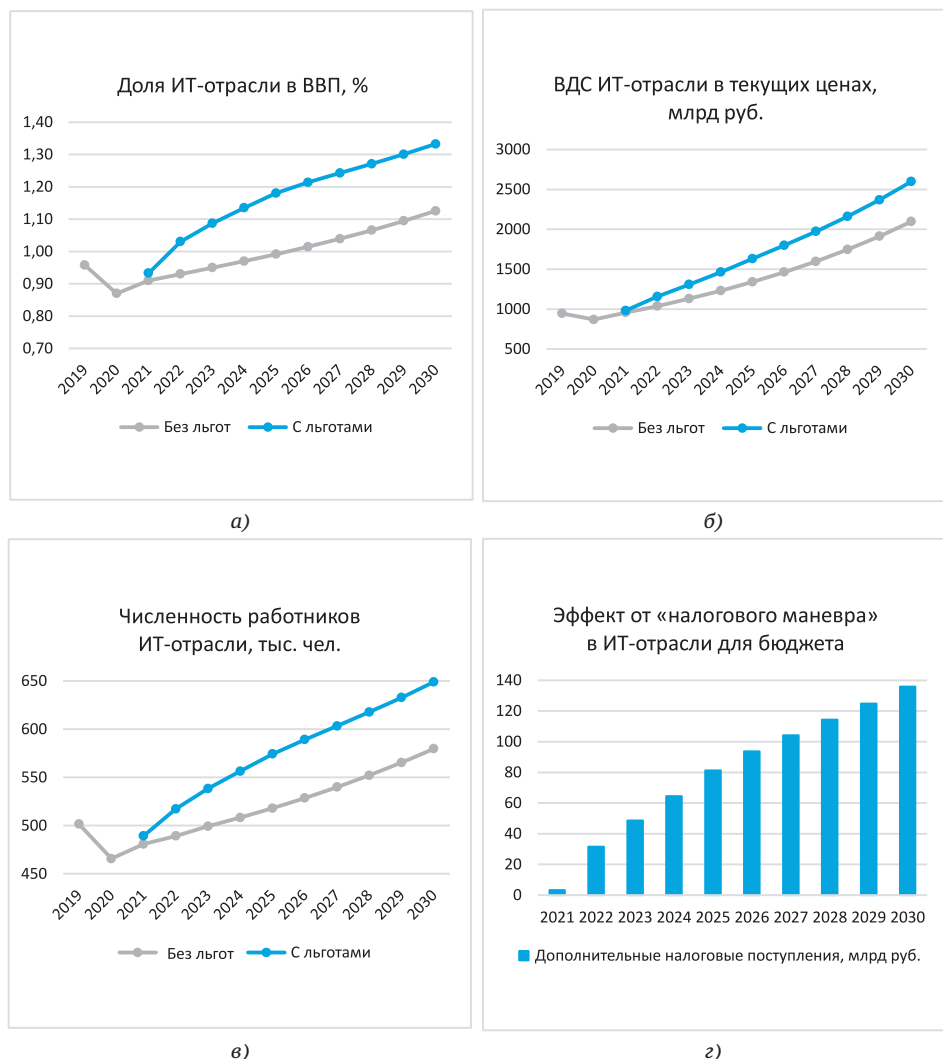 Доля ИТ-отрасли в ВВП, %
1,40
1,30
1,20
1,10
1,00
0,90
0,80
0,70
2019 2020 2021 2022 2023 2024 2025 2026 2027 2028 2029 2030
Без льгот С льготами
а)
ВДС ИТ-отрасли в текущих ценах,
млрд руб.
3000
2500
2000
1500
1000
500
2019 2020 2021 2022 2023 2024 2025 2026 2027 2028 2029 2030
Без льгот С льготами
б)
Численность работников
ИТ-отрасли, тыс. чел.
650
600
550
500
450
2019 2020 2021 2022 2023 2024 2025 2026 2027 2028 2029 2030
Без льгот С льготами
в)
Эффект от «налогового маневра»
в ИТ-отрасли для бюджета
140
120
100
80
60
40
20
0
2021 2022 2023 2024 2025 2026 2027 2028 2029 2030
Дополнительные налоговые поступления, млрд руб.
г)